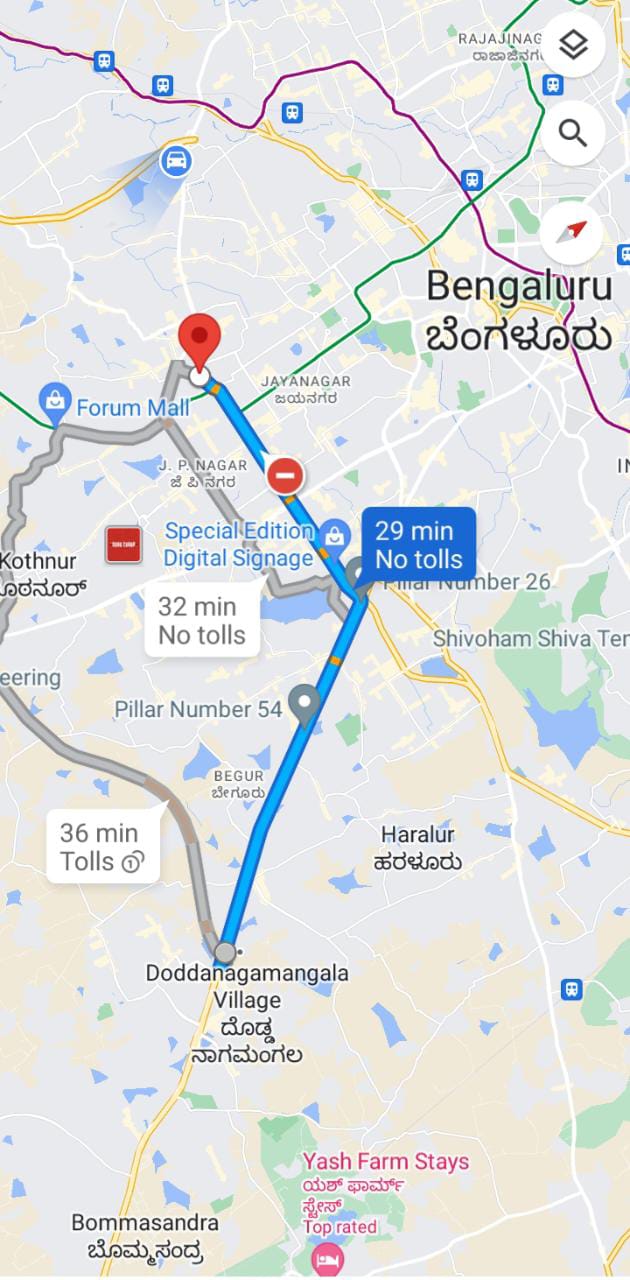 RAJAJINAG
ರಾಜಾಜಿನಗ
Bengaluru
ಬೆಂಗಳೂರು
JAYANAGAR
ಜಯನಗರ
Forum Mall
J. P. NAGAR
ಜೆ ಪಿ ನಗರ
Special Edition
Digital Signage
29 min
No tolls
Kothnur
ಠನೂರ್
Pillar Number 26
32 min
No tolls
Shivoham Shiva Ter
eering
Pillar Number 54
BEGUR
ಬೇಗೂರು
36 min
Tolls
Haralur
ಹರಳೂರು
Doddanagamangala
Village
ದೊಡ್ಡ
ನಾಗಮಂಗಲ
Yash Farm Stays
ಯಶ್ ಫಾರ್ಮ್
ಸ್ಟೇಸ್
Top rated
Bommasandra
ಬೊಮ್ಮಸಂದ್ರ